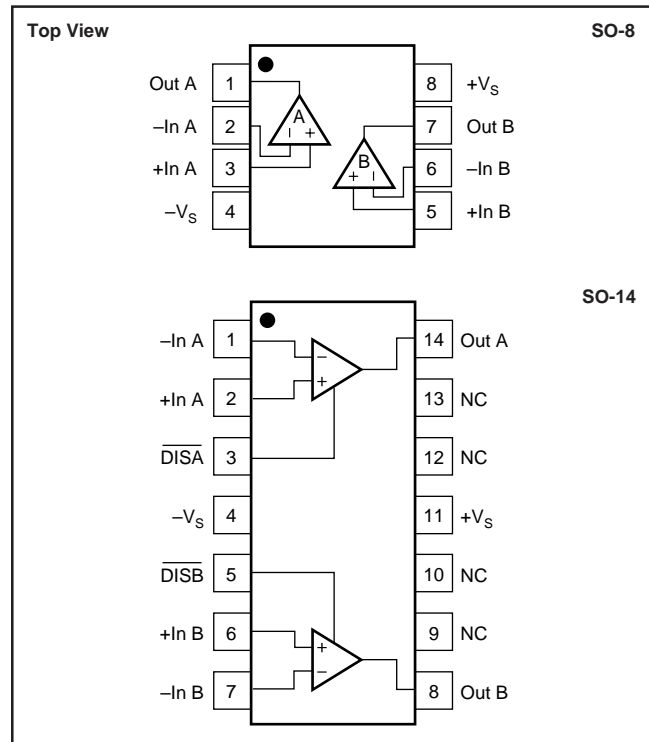 Top View SO-8
Out A 1 8 +VS
–In A 2 7 Out B
+In A 3 6 –In B
–VS 4 5 +In B
A
– +
B
+ –
SO-14
–In A 1 14 Out A
+In A 2 13 NC
DISA 3 12 NC
–VS 4 11 +VS
DISB 5 10 NC
+In B 6 9 NC
–In B 7 8 Out B
–
+
+
–